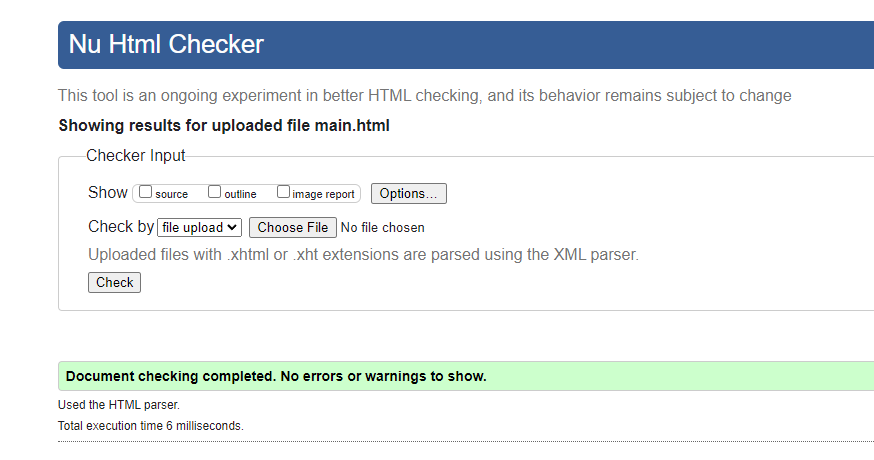 Nu Html Checker
This tool is an ongoing experiment in better HTML checking, and its behavior remains subject to change
Showing results for uploaded file main.html
Checker Input
Show source outline image report Options...
Check by file upload Choose File No file chosen
Uploaded files with .xhtml or .xht extensions are parsed using the XML parser.
Check
Document checking completed. No errors or warnings to show.
Used the HTML parser.
Total execution time 6 milliseconds.